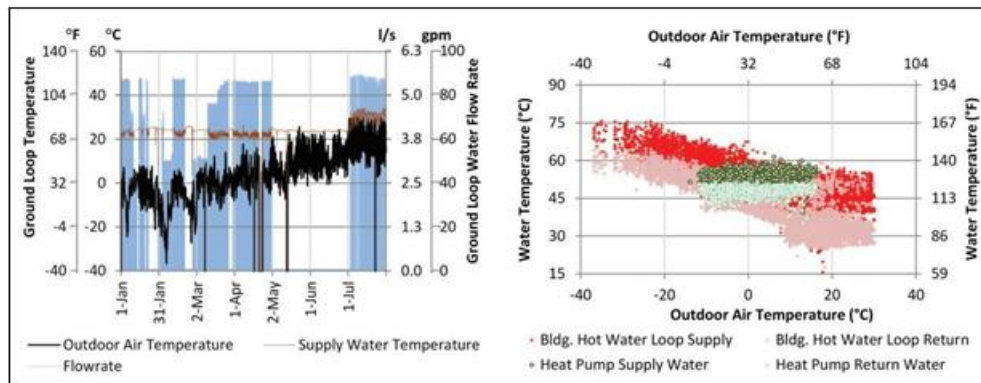 °F °C l/s gpm
140 60 6.3 100
104 40 5.0 80
68 20 3.8 60
32 0 2.5 40
-4 -20 1.3 20
-40 -40 0.0 0
Ground Loop Temperature
Ground Loop Water Flow Rate
1-Jan 31-Jan 2-Mar 1-Apr 2-May 1-Jun 1-Jul
Outdoor Air Temperature Supply Water Temperature
Flowrate
Outdoor Air Temperature (°F)
-4 32 68 104
90 194
75 167
60 140
45 113
30 86
15 59
Water Temperature (°C)
Water Temperature (°F)
-40 -20 0 20 40
Outdoor Air Temperature (°C)
Bldg. Hot Water Loop Supply Bldg. Hot Water Loop Return
Heat Pump Supply Water Heat Pump Return Water